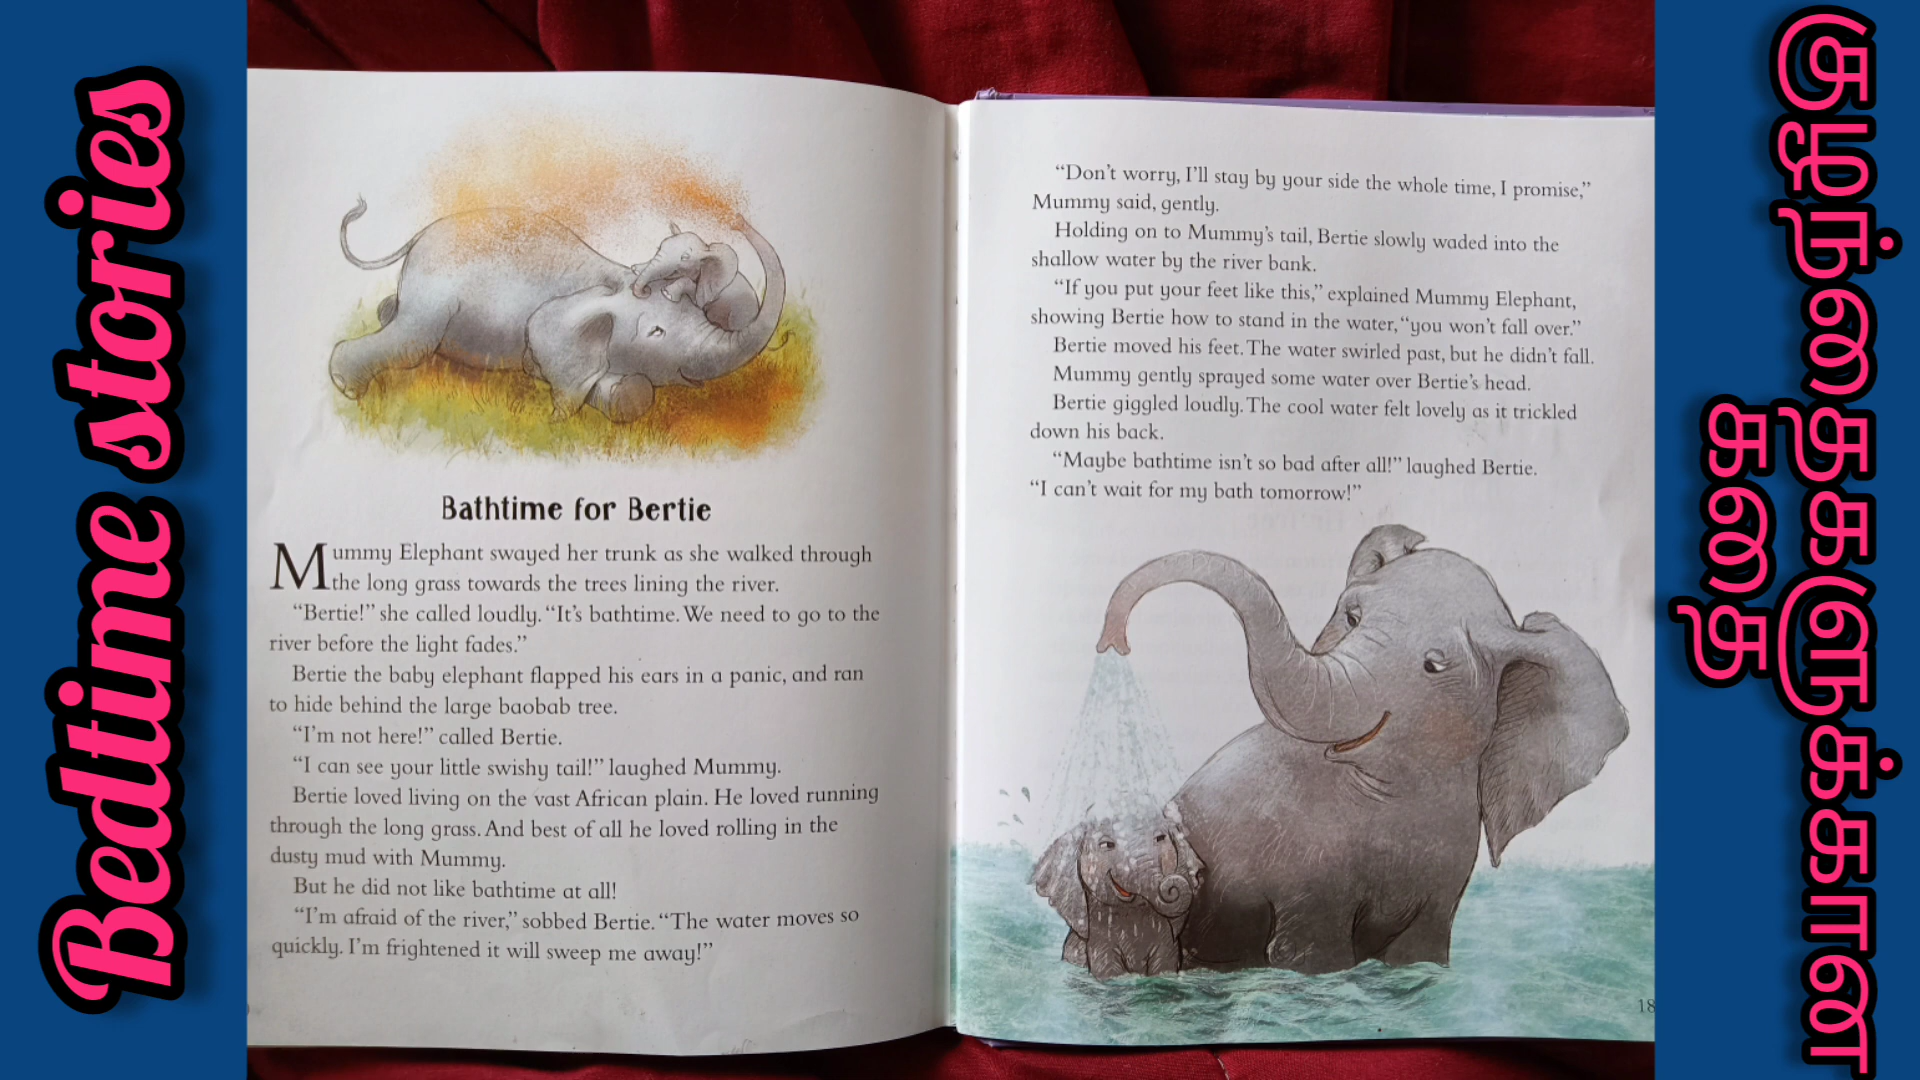 Bedtime stories
Bathtime for Bertie
Mummy Elephant swayed her trunk as she walked through
the long grass towards the trees lining the river.
“Bertie!” she called loudly. “It’s bathtime. We need to go to the
river before the light fades.”
Bertie the baby elephant flapped his ears in a panic, and ran
to hide behind the large baobab tree.
“I’m not here!” called Bertie.
“I can see your little swishy tail!” laughed Mummy.
Bertie loved living on the vast African plain. He loved running
through the long grass. And best of all he loved rolling in the
dusty mud with Mummy.
But he did not like bathtime at all!
“I’m afraid of the river,” sobbed Bertie. “The water moves so
quickly. I’m frightened it will sweep me away!”
“Don’t worry, I’ll stay by your side the whole time, I promise,”
Mummy said, gently.
Holding on to Mummy’s tail, Bertie slowly waded into the
shallow water by the river bank.
“If you put your feet like this,” explained Mummy Elephant,
showing Bertie how to stand in the water, “you won’t fall over.”
Bertie moved his feet. The water swirled past, but he didn’t fall.
Mummy gently sprayed some water over Bertie’s head.
Bertie giggled loudly. The cool water felt lovely as it trickled
down his back.
“Maybe bathtime isn’t so bad after all!” laughed Bertie.
“I can’t wait for my bath tomorrow!”
குழந்தைகளுக்கான
கதை